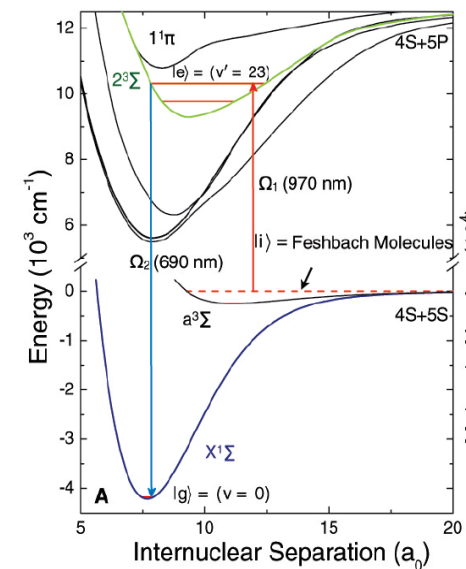 12
10
8
6
0
-1
-2
-3
-4
Energy (10³ cm⁻¹)
1¹π
2³Σ
|e⟩ = (v' = 23)
4S+5P
Ω₁ (970 nm)
Ω₂ (690 nm)
|i⟩ = Feshbach Molecules
a³Σ
4S+5S
X¹Σ
|g⟩ = (v = 0)
A
5 10 15 20
Internuclear Separation (a₀)